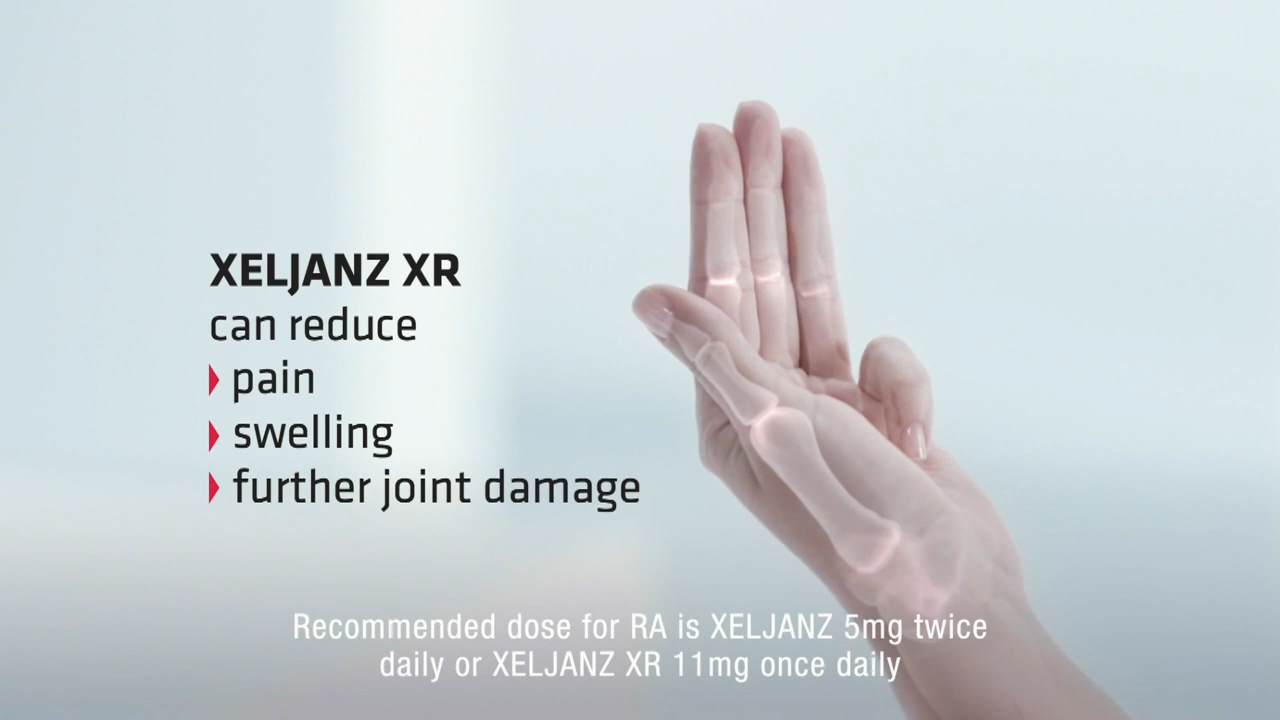 XELJANZ XR
can reduce
pain
swelling
further joint damage
Recommended dose for RA is XELJANZ 5mg twice
daily or XELJANZ XR 11mg once daily